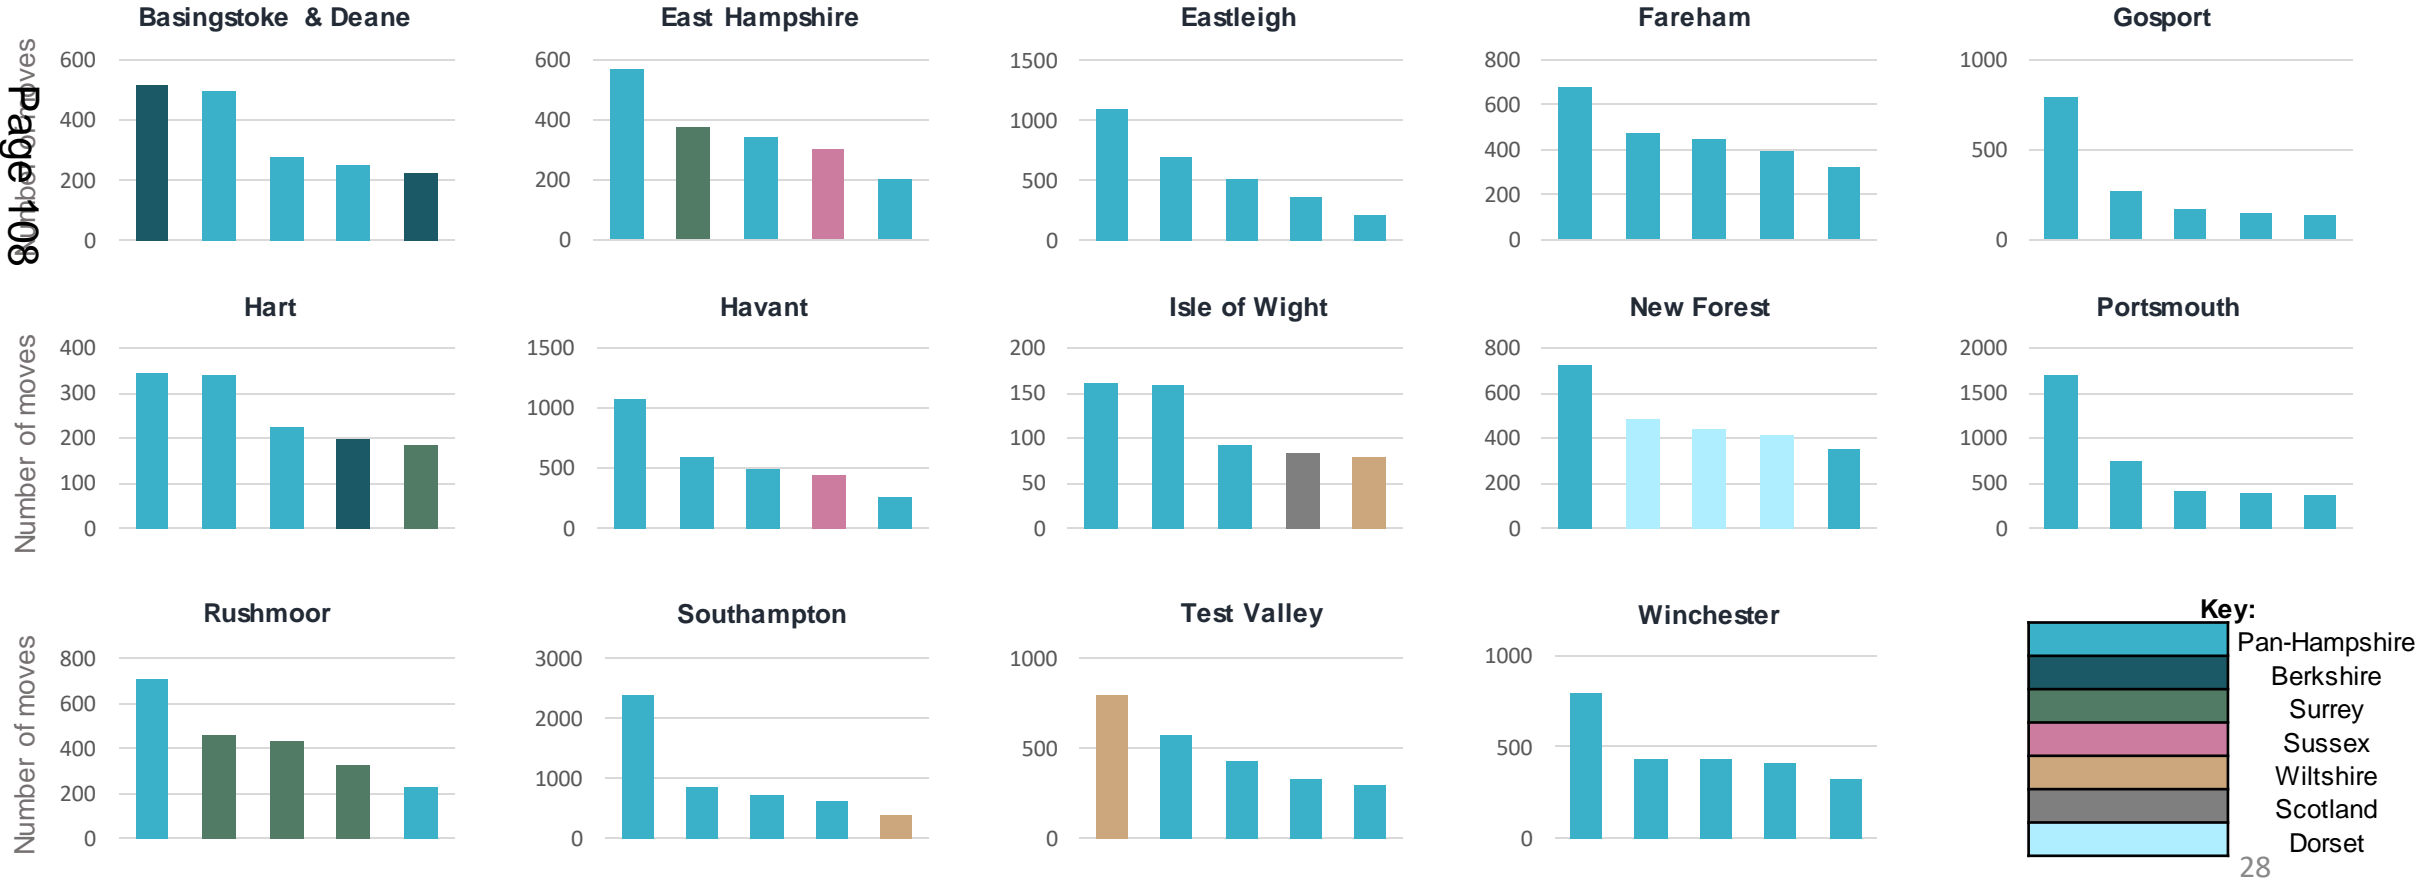 Basingstoke & Deane
Number of moves
600
400
200
0
East Hampshire
600
400
200
0
Eastleigh
1500
1000
500
0
Fareham
800
600
400
200
0
Gosport
1000
500
0
Page 108
Hart
Number of moves
400
300
200
100
0
Havant
1500
1000
500
0
Isle of Wight
200
150
100
50
0
New Forest
800
600
400
200
0
Portsmouth
2000
1500
1000
500
0
Rushmoor
Number of moves
800
600
400
200
0
Southampton
3000
2000
1000
0
Test Valley
1000
500
0
Winchester
1000
500
0
Key:
Pan-Hampshire
Berkshire
Surrey
Sussex
Wiltshire
Scotland
Dorset
28